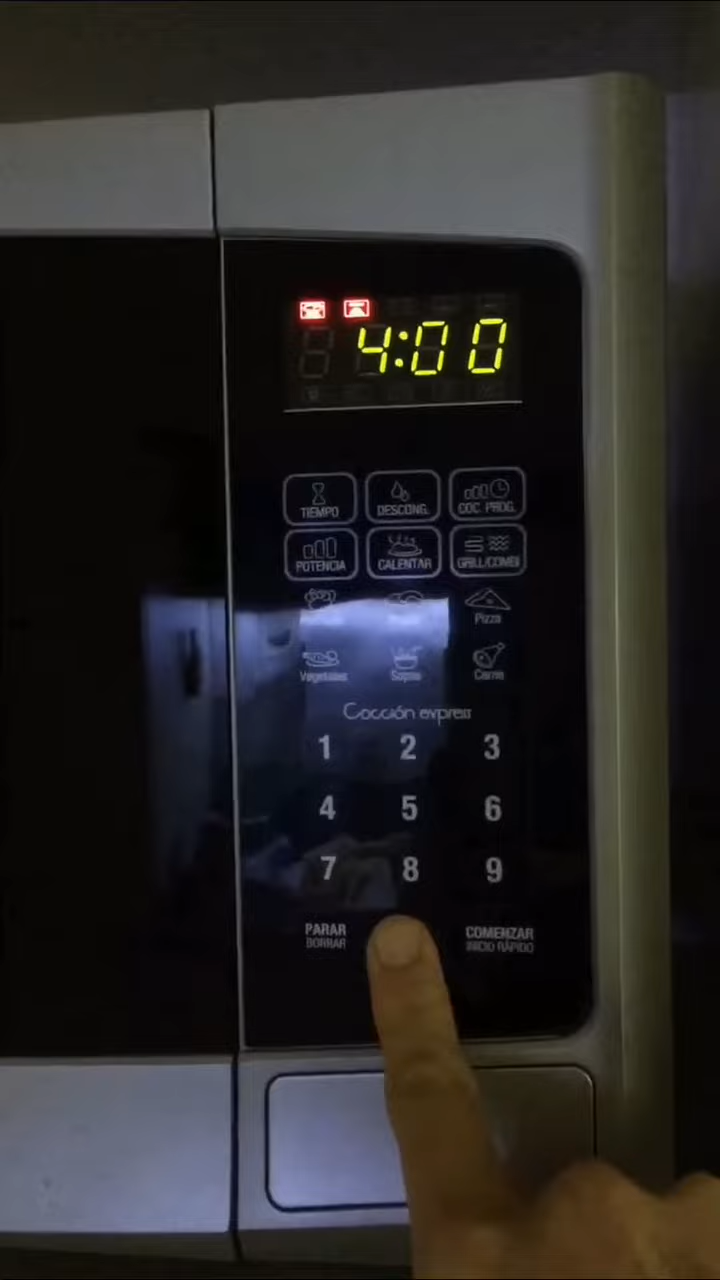 4:00
TIEMPO DESCONG. COC. PROG.
POTENCIA CALENTAR GRILL/COMBI
Pizza
Vegetales Sopas Carne
Cocción express
1 2 3
4 5 6
7 8 9
PARAR COMENZAR
BORRAR INICIO RÁPIDO